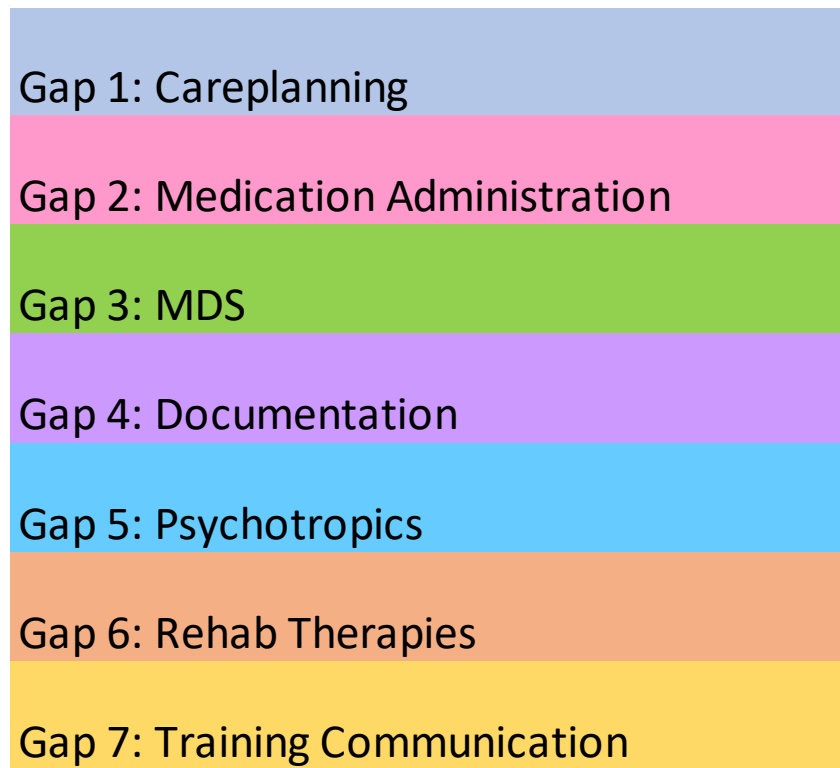 Gap 1: Careplanning
Gap 2: Medication Administration
Gap 3: MDS
Gap 4: Documentation
Gap 5: Psychotropics
Gap 6: Rehab Therapies
Gap 7: Training Communication